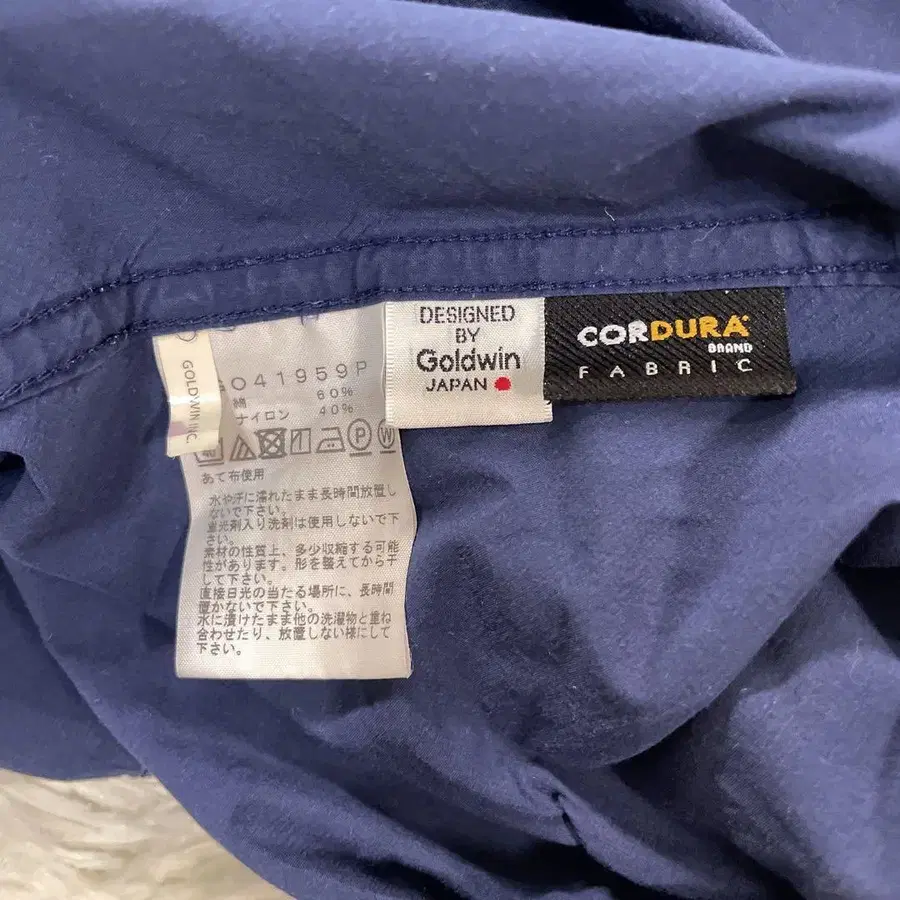 GOLDWIN INC.
041959P
綿 60%
ナイロン 40%
40
P
W
あて布使用
水や汗に濡れたまま長時間放置し
ないで下さい。
蛍光剤入り洗剤は使用しないで下
さい。
素材の性質上、多少収縮する可能
性があります。形を整えてから干
して下さい。
直接日光の当たる場所に、長時間
置かないで下さい。
水に漬けたまま他の洗濯物と重ね
合わせたり、放置しない様にして
下さい。
DESIGNED
BY
Goldwin
JAPAN
CORDURA
BRAND
FABRIC